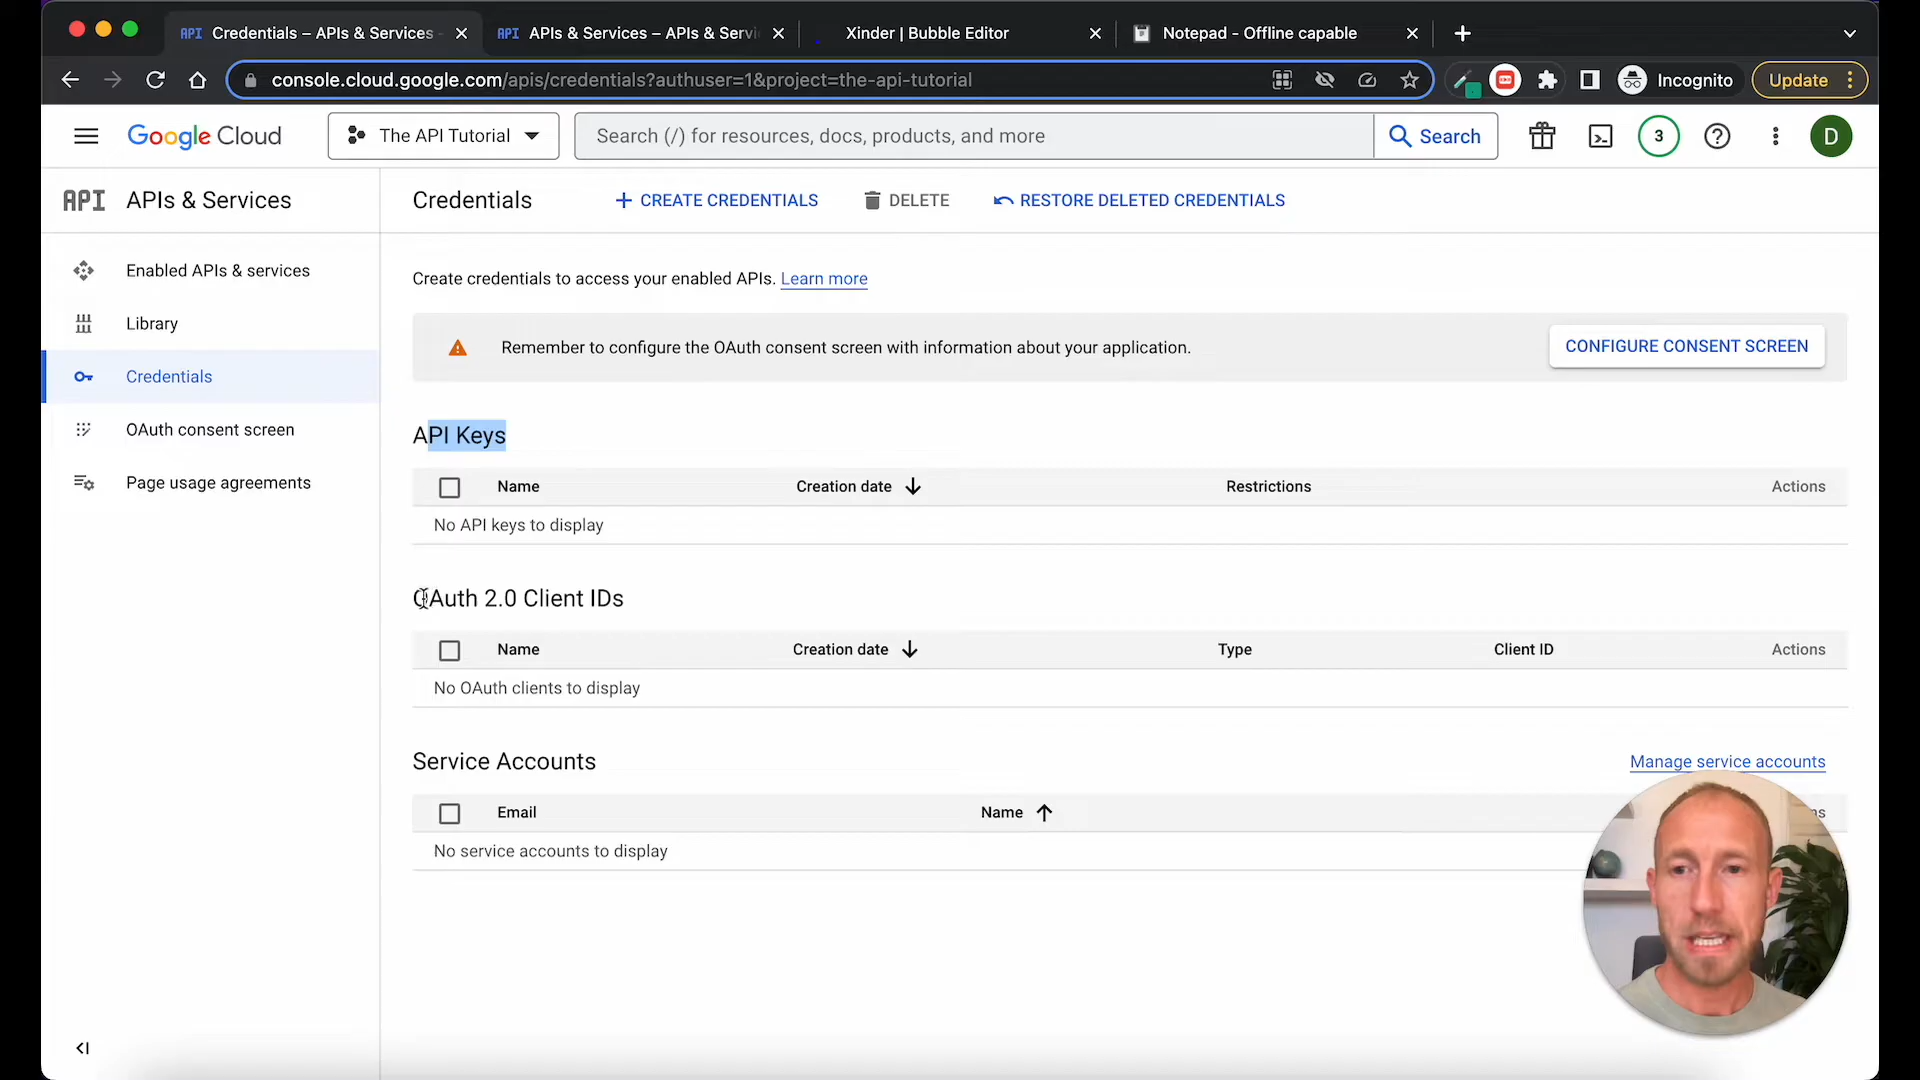 API Credentials – APIs & Services -
API APIs & Services – APIs & Servi
Xinder | Bubble Editor
Notepad - Offline capable
console.cloud.google.com/apis/credentials?authuser=1&project=the-api-tutorial
Incognito
Update
Google Cloud
The API Tutorial
Search (/) for resources, docs, products, and more
Search
3
D
API APIs & Services
Credentials
CREATE CREDENTIALS
DELETE
RESTORE DELETED CREDENTIALS
Enabled APIs & services
Library
Credentials
OAuth consent screen
Page usage agreements
Create credentials to access your enabled APIs. Learn more
Remember to configure the OAuth consent screen with information about your application.
CONFIGURE CONSENT SCREEN
API Keys
Name Creation date Restrictions Actions
No API keys to display
OAuth 2.0 Client IDs
Name Creation date Type Client ID Actions
No OAuth clients to display
Service Accounts
Manage service accounts
Email Name
No service accounts to display